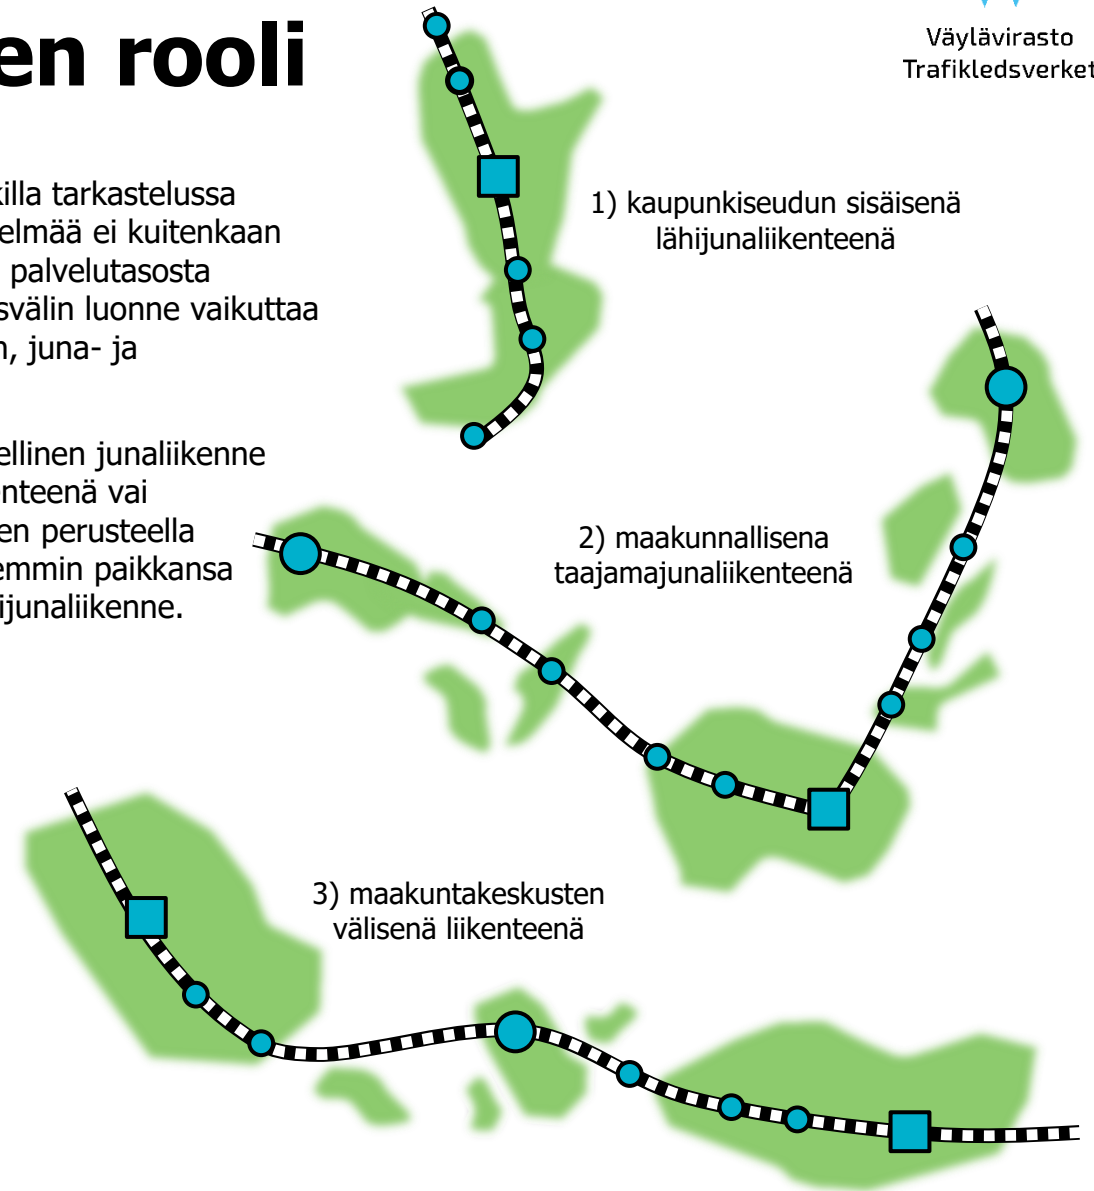 en rooli
Väylävirasto
Trafikledsverket
killa tarkastelussa
elmää ei kuitenkaan
palvelutasosta
svälin luonne vaikuttaa
n, juna- ja
ellinen junaliikenne
enteenä vai
en perusteella
emmin paikkansa
ijunaliikenne.
1) kaupunkiseudun sisäisenä
lähijunaliikenteenä
2) maakunnallisena
taajamajunaliikenteenä
3) maakuntakeskusten
välisenä liikenteenä